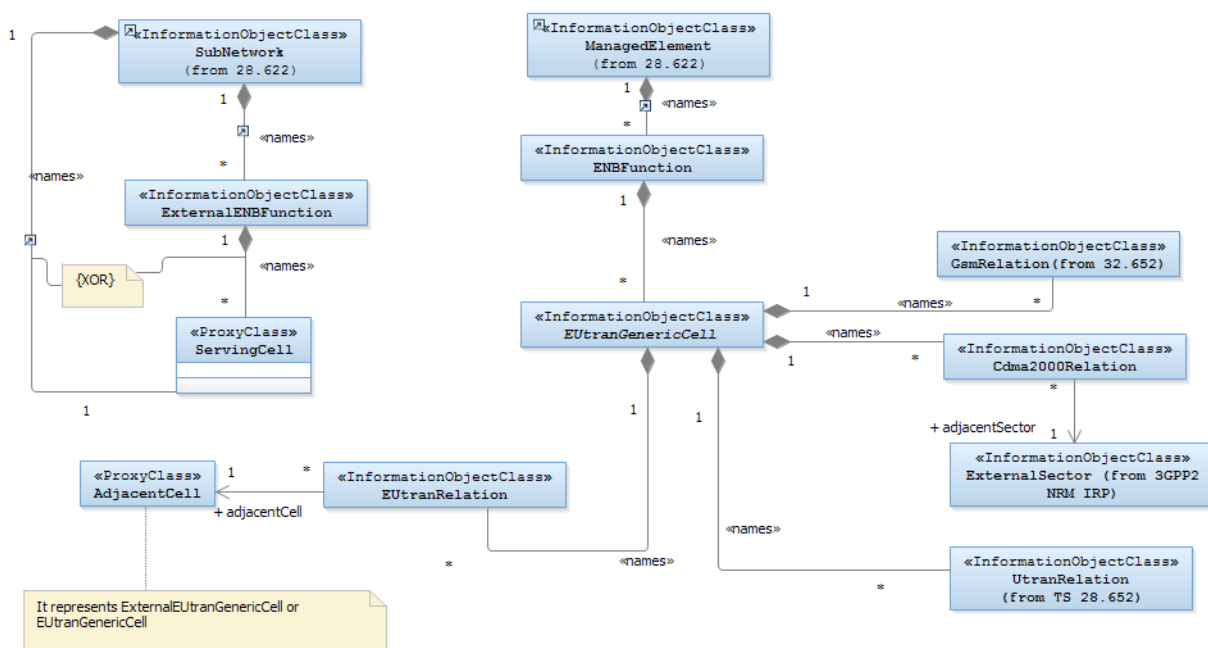 1
«InformationObjectClass»
SubNetwork
(from 28.622)
1
«names»
*
«names»
«InformationObjectClass»
ExternalENBFunction
1
«names»
{XOR}
*
«ProxyClass»
ServingCell
1
«InformationObjectClass»
ManagedElement
(from 28.622)
1
«names»
*
«InformationObjectClass»
ENBFunction
1
«names»
*
«InformationObjectClass»
EUtranGenericCell
1
«names»
*
«InformationObjectClass»
GsmRelation(from 32.652)
«names»
1
*
«InformationObjectClass»
Cdma2000Relation
*
+ adjacentSector
1
«InformationObjectClass»
ExternalSector (from 3GPP2
NRM IRP)
1
1
«ProxyClass»
AdjacentCell
1
*
+ adjacentCell
«InformationObjectClass»
EUtranRelation
*
«names»
«names»
*
«InformationObjectClass»
UtranRelation
(from TS 28.652)
It represents ExternalEUtranGenericCell or
EUtranGenericCell